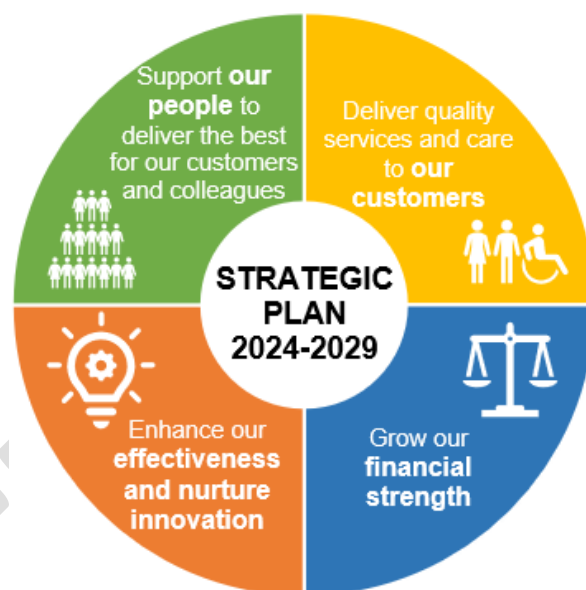 Support our
people to
deliver the best
for our customers
and colleagues
Deliver quality
services and care
to our
customers
STRATEGIC
PLAN
2024-2029
Enhance our
effectiveness
and nurture
innovation
Grow our
financial
strength